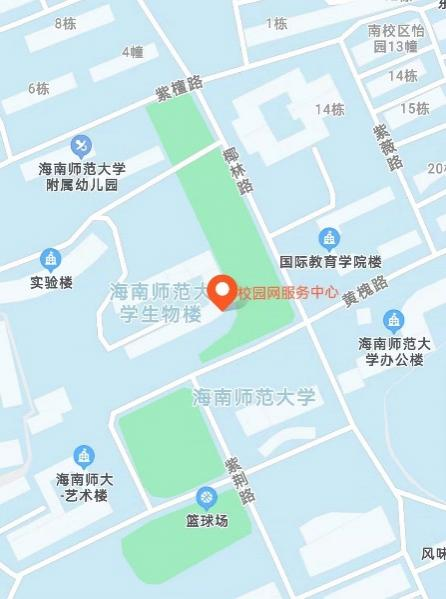 8栋
1栋
南校区怡
园13幢
4幢
紫檀路
14栋
6栋
14栋
15栋
紫薇路
海南师范大学
附属幼儿园
椰林路
20
国际教育学院楼
实验楼
海南师范大
学生物楼
校园网服务中心
黄槐路
海南师范大
学办公楼
海南师范大学
紫荆路
海南师大
-艺术楼
篮球场
风味